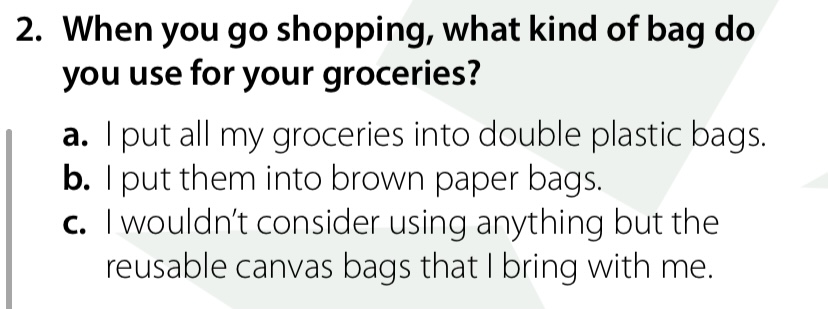 2. When you go shopping, what kind of bag do
you use for your groceries?
a. I put all my groceries into double plastic bags.
b. I put them into brown paper bags.
c. I wouldn’t consider using anything but the
reusable canvas bags that I bring with me.